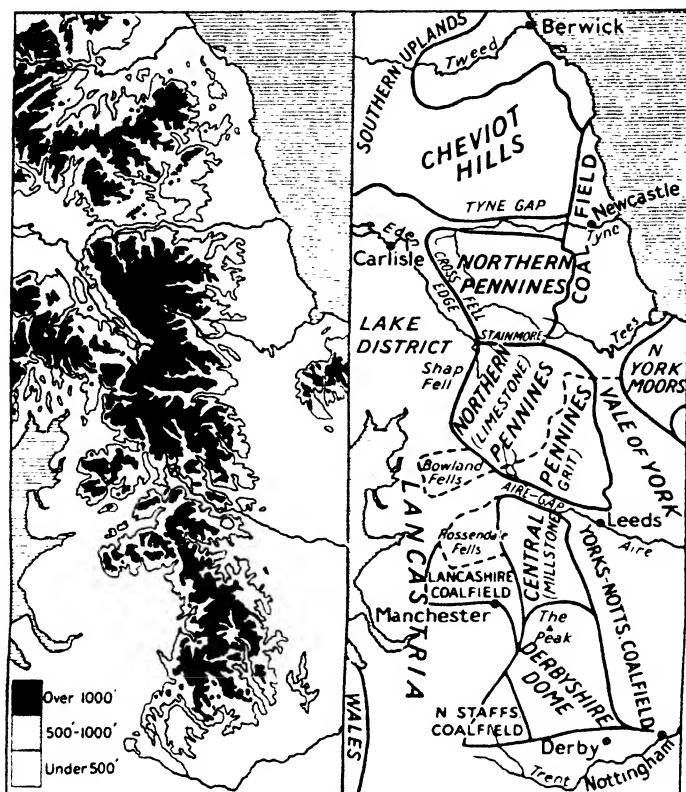 Over 1000'
500'-1000'
Under 500'
SOUTHERN UPLANDS
Berwick
Tweed
CHEVIOT
HILLS
TYNE GAP
COAL FIELD
Newcastle
Tyne
Eden
Carlisle
CROSS FELL
EDGE
NORTHERN
PENNINES
LAKE
DISTRICT
STAINMORE
Tees
Shap
Fell
N
YORK
MOORS
NORTHERN
(LIMESTONE)
PENNINES
PENNINES
GRIT)
VALE OF YORK
Bowland
Fells
AIRE-GAP
Leeds
Aire
LANCASTRIA
Rossendale
Fells
CENTRAL
(MILLSTONE
YORKS-NOTTS. COALFIELD
LANCASHIRE
COALFIELD
Manchester
The
Peak
DERBYSHIRE
DOME
WALES
N STAFFS.
COALFIELD
Derby
Trent
Nottingham